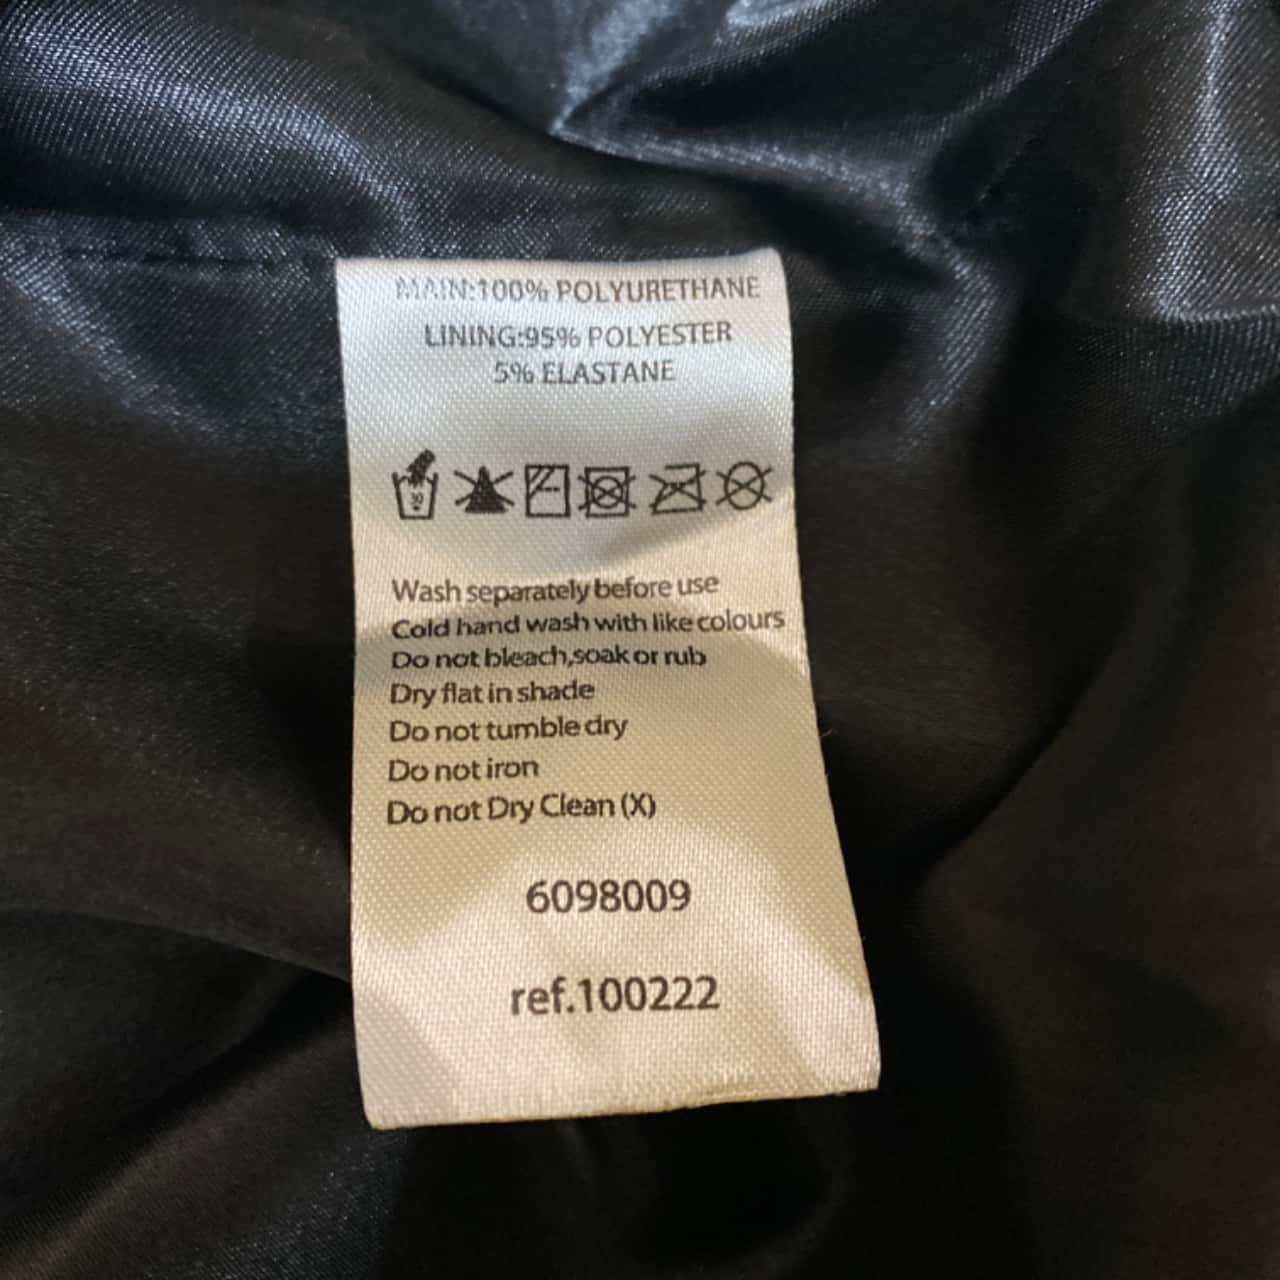 MAIN:100% POLYURETHANE
LINING:95% POLYESTER
5% ELASTANE
30
Wash separately before use
Cold hand wash with like colours
Do not bleach,soak or rub
Dry flat in shade
Do not tumble dry
Do not iron
Do not Dry Clean (X)
6098009
ref.100222